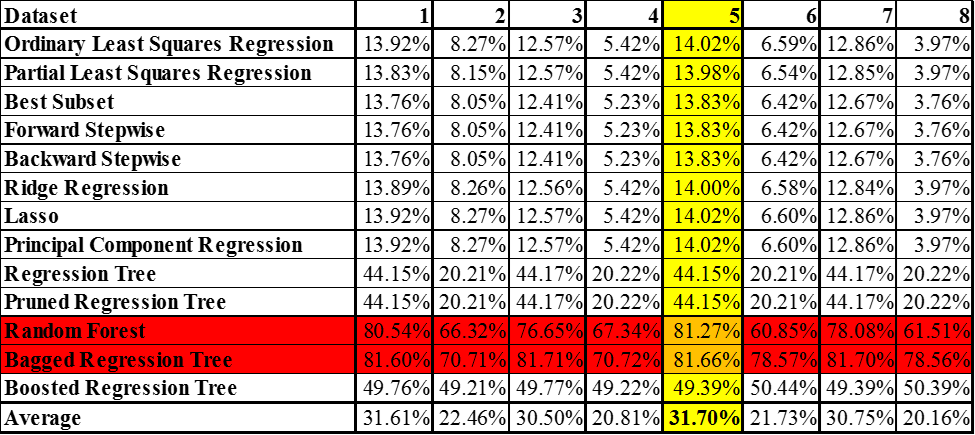 Dataset 1 2 3 4 5 6 7 8
Ordinary Least Squares Regression 13.92% 8.27% 12.57% 5.42% 14.02% 6.59% 12.86% 3.97%
Partial Least Squares Regression 13.83% 8.15% 12.57% 5.42% 13.98% 6.54% 12.85% 3.97%
Best Subset 13.76% 8.05% 12.41% 5.23% 13.83% 6.42% 12.67% 3.76%
Forward Stepwise 13.76% 8.05% 12.41% 5.23% 13.83% 6.42% 12.67% 3.76%
Backward Stepwise 13.76% 8.05% 12.41% 5.23% 13.83% 6.42% 12.67% 3.76%
Ridge Regression 13.89% 8.26% 12.56% 5.42% 14.00% 6.58% 12.84% 3.97%
Lasso 13.92% 8.27% 12.57% 5.42% 14.02% 6.60% 12.86% 3.97%
Principal Component Regression 13.92% 8.27% 12.57% 5.42% 14.02% 6.60% 12.86% 3.97%
Regression Tree 44.15% 20.21% 44.17% 20.22% 44.15% 20.21% 44.17% 20.22%
Pruned Regression Tree 44.15% 20.21% 44.17% 20.22% 44.15% 20.21% 44.17% 20.22%
Random Forest 80.54% 66.32% 76.65% 67.34% 81.27% 60.85% 78.08% 61.51%
Bagged Regression Tree 81.60% 70.71% 81.71% 70.72% 81.66% 78.57% 81.70% 78.56%
Boosted Regression Tree 49.76% 49.21% 49.77% 49.22% 49.39% 50.44% 49.39% 50.39%
Average 31.61% 22.46% 30.50% 20.81% 31.70% 21.73% 30.75% 20.16%